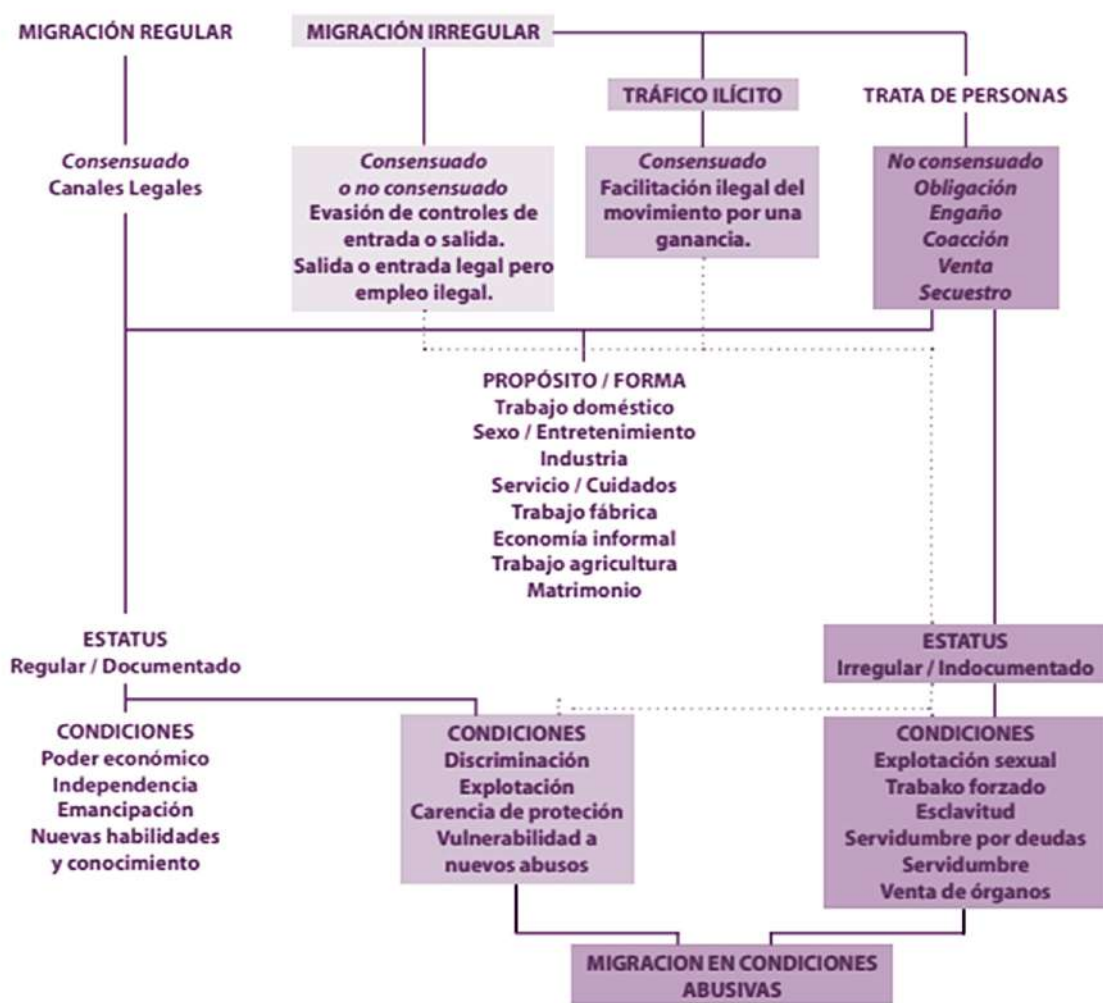 MIGRACIÓN REGULAR
MIGRACIÓN IRREGULAR
TRÁFICO ILÍCITO
TRATA DE PERSONAS
Consensuado
Canales Legales
Consensuado
o no consensuado
Evasión de controles de
entrada o salida.
Salida o entrada legal pero
empleo ilegal.
Consensuado
Facilitación ilegal del
movimiento por una
ganancia.
No consensuado
Obligación
Engaño
Coacción
Venta
Secuestro
PROPÓSITO / FORMA
Trabajo doméstico
Sexo / Entretenimiento
Industria
Servicio / Cuidados
Trabajo fábrica
Economía informal
Trabajo agricultura
Matrimonio
ESTATUS
Regular / Documentado
ESTATUS
Irregular / Indocumentado
CONDICIONES
Poder económico
Independencia
Emancipación
Nuevas habilidades
y conocimiento
CONDICIONES
Discriminación
Explotación
Carencia de proteción
Vulnerabilidad a
nuevos abusos
CONDICIONES
Explotación sexual
Trabako forzado
Esclavitud
Servidumbre por deudas
Servidumbre
Venta de órganos
MIGRACION EN CONDICIONES
ABUSIVAS